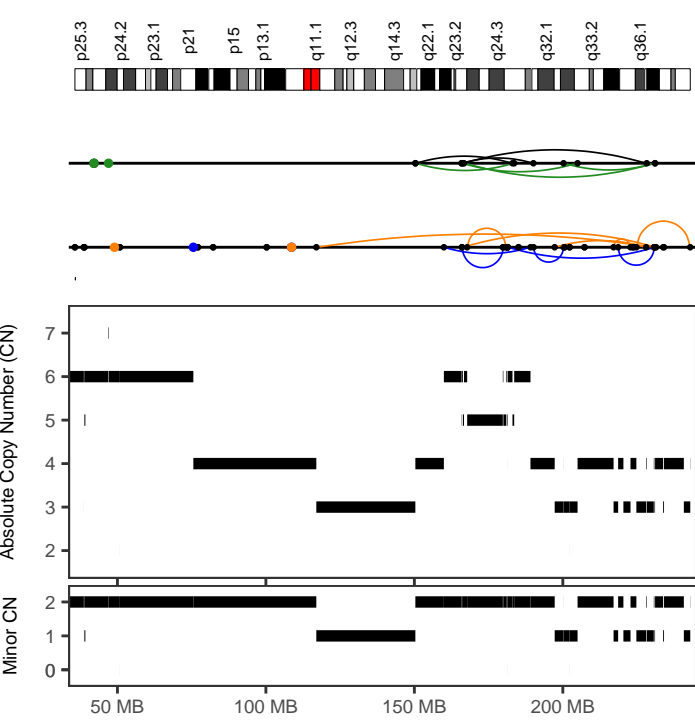 p25.3 p24.2 p23.1 p21 p15 p13.1 q11.1 q12.3 q14.3 q22.1 q23.2 q24.3 q32.1 q33.2 q36.1
Absolute Copy Number (CN)
7
6
5
4
3
2
Minor CN
2
1
0
50 MB 100 MB 150 MB 200 MB